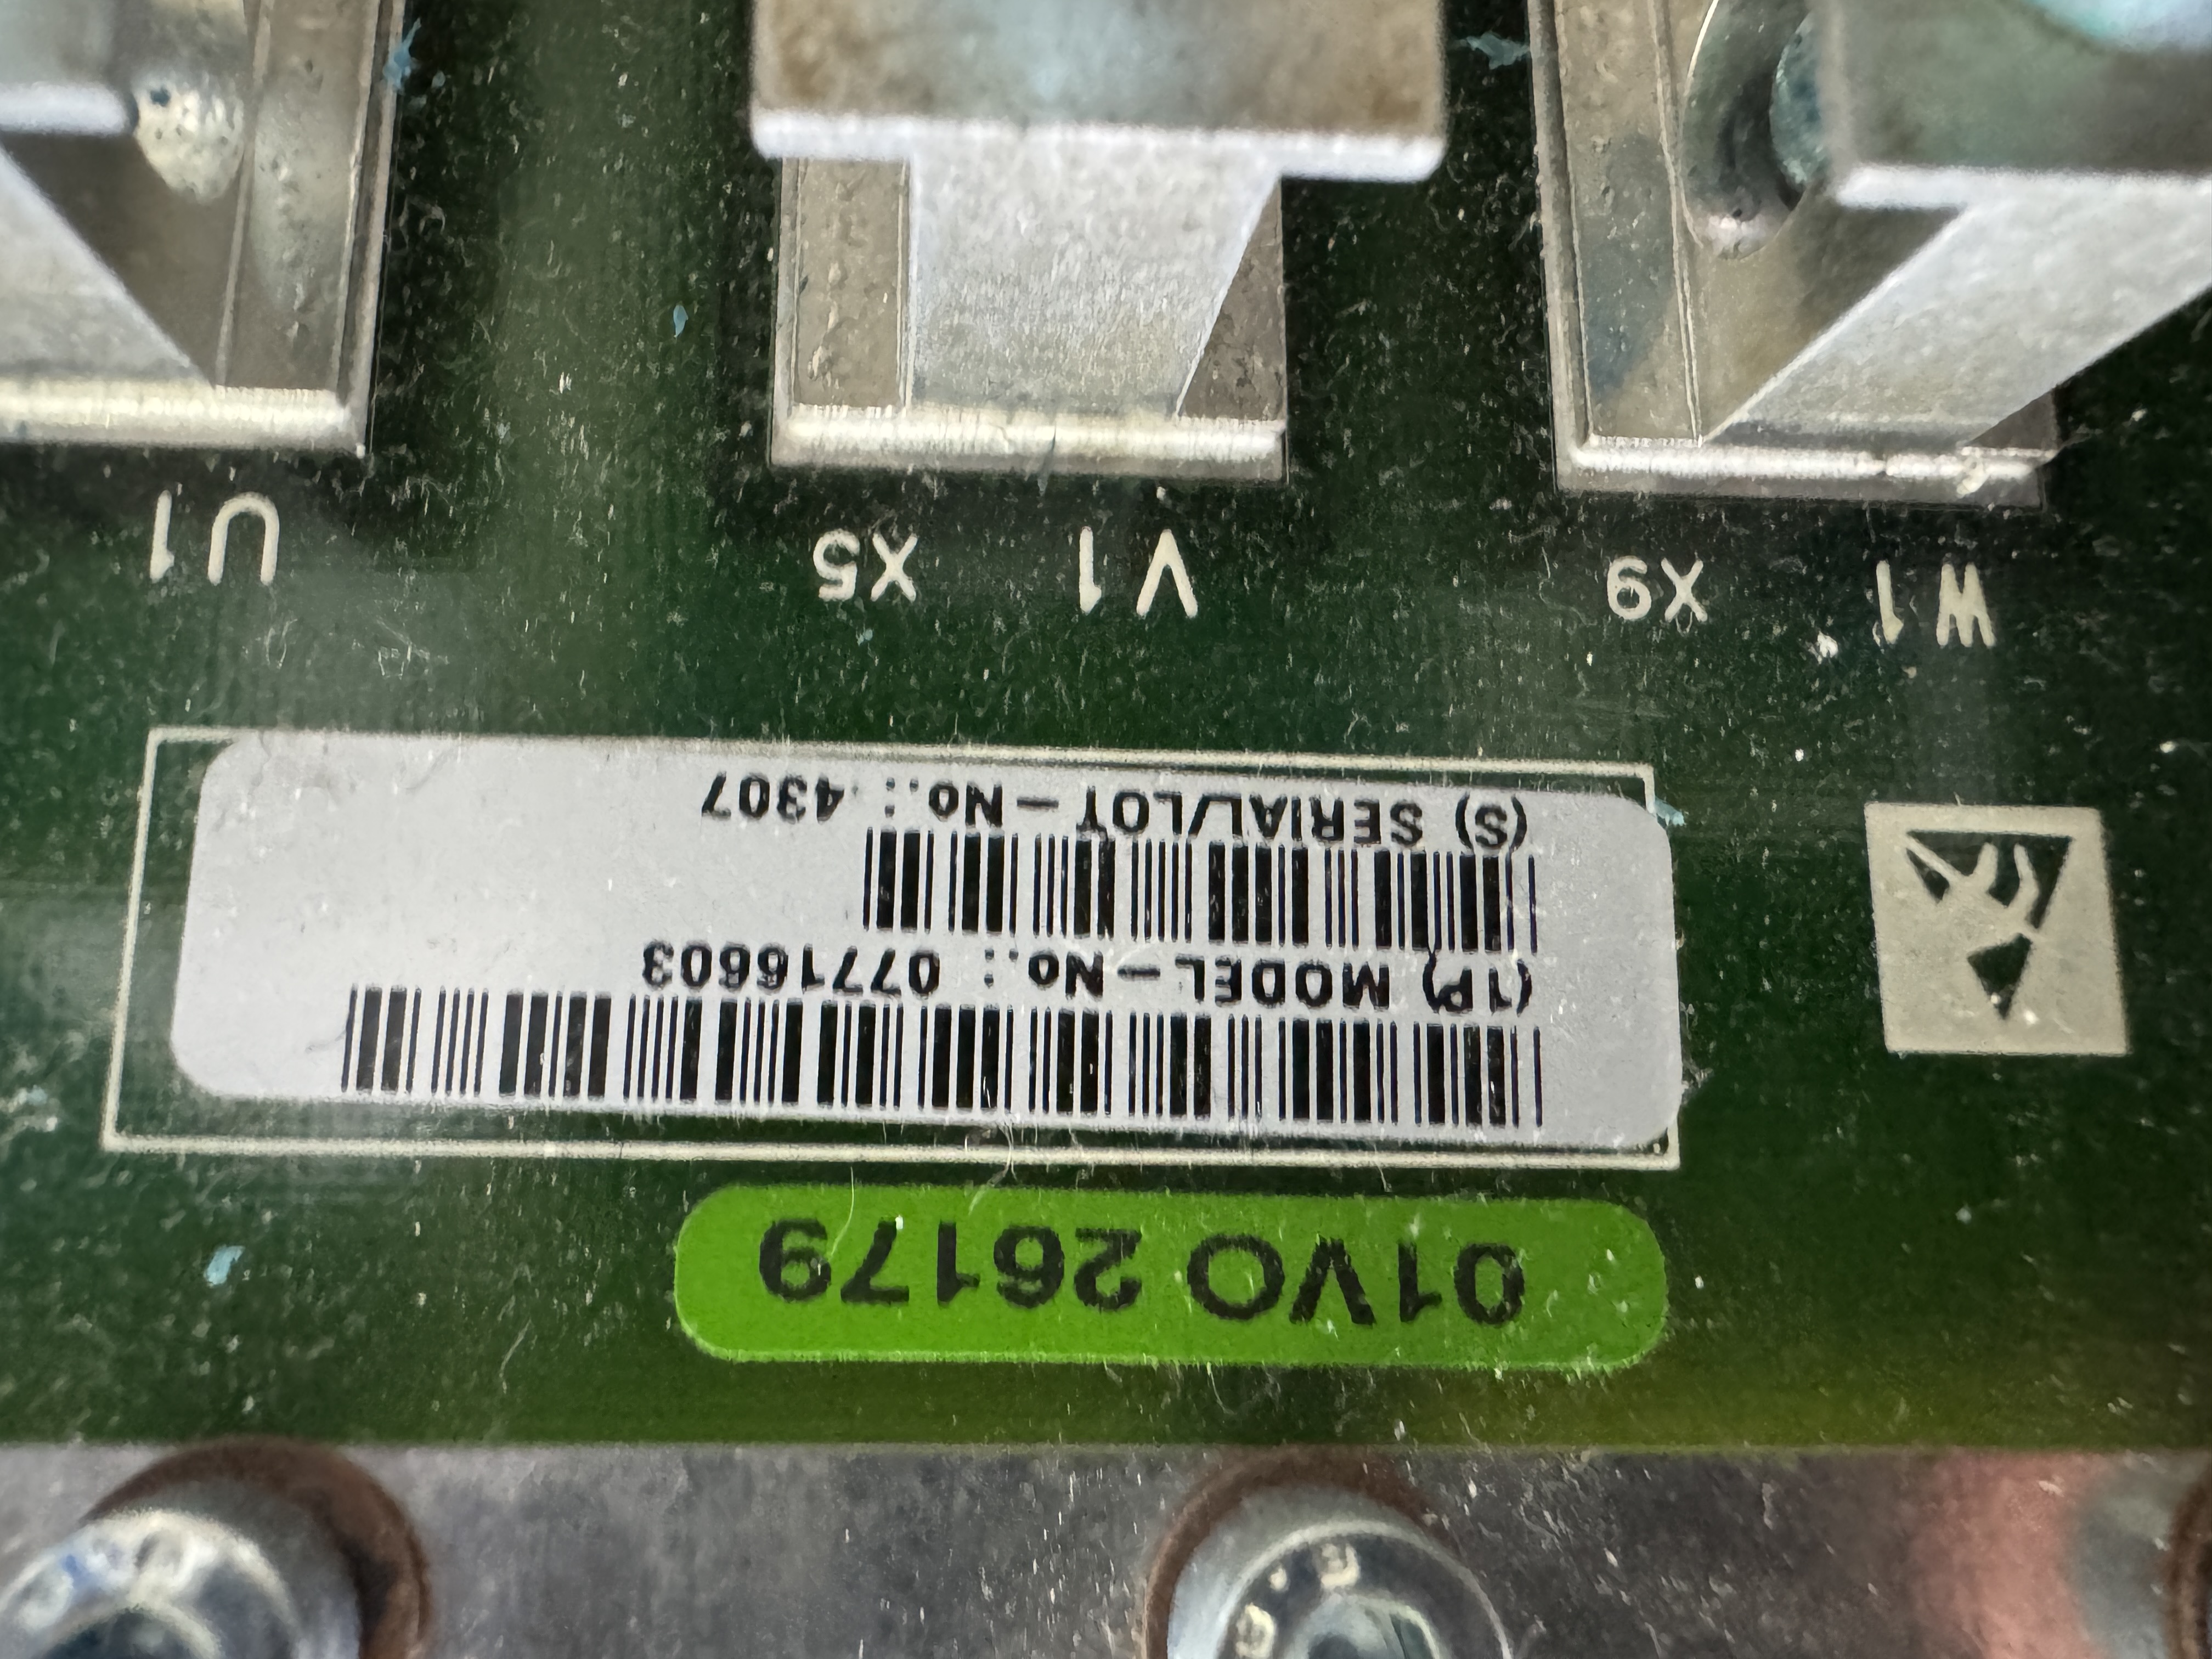 01VO 26179
(1P) MODEL-No.: 07716603
(S) SERIAL/LOT-No.: 4307
W1 X9 V1 X5 U1